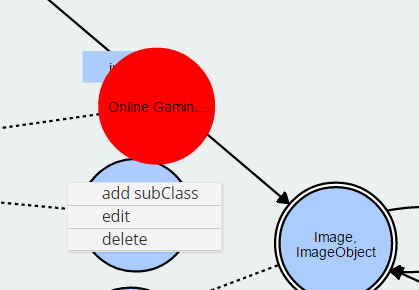 Online Gamin...
add subClass
edit
delete
Image,
ImageObject